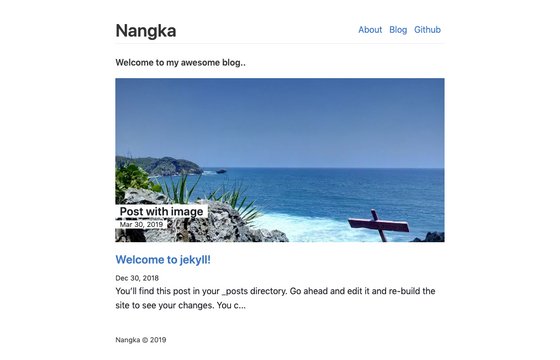 Nangka
About Blog Github
Welcome to my awesome blog..
Post with image
Mar 30, 2019
Welcome to jekyll!
Dec 30, 2018
You'll find this post in your _posts directory. Go ahead and edit it and re-build the
site to see your changes. You c...
Nangka © 2019